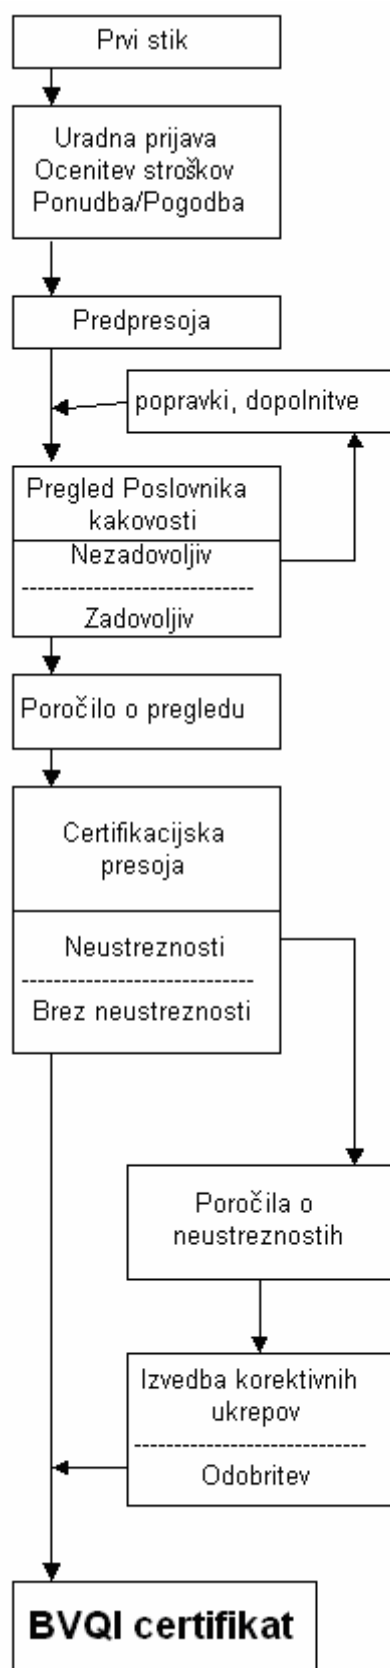 Prvi stik
Uradna prijava
Ocenitev stroškov
Ponudba/Pogodba
Predpresoja
popravki, dopolnitve
Pregled Poslovnika
kakovosti
Nezadovoljiv
Zadovoljiv
Poročilo o pregledu
Certifikacijska
presoja
Neustreznosti
Brez neustreznosti
Poročila o
neustreznostih
Izvedba korektivnih
ukrepov
Odobritev
BVQI certifikat